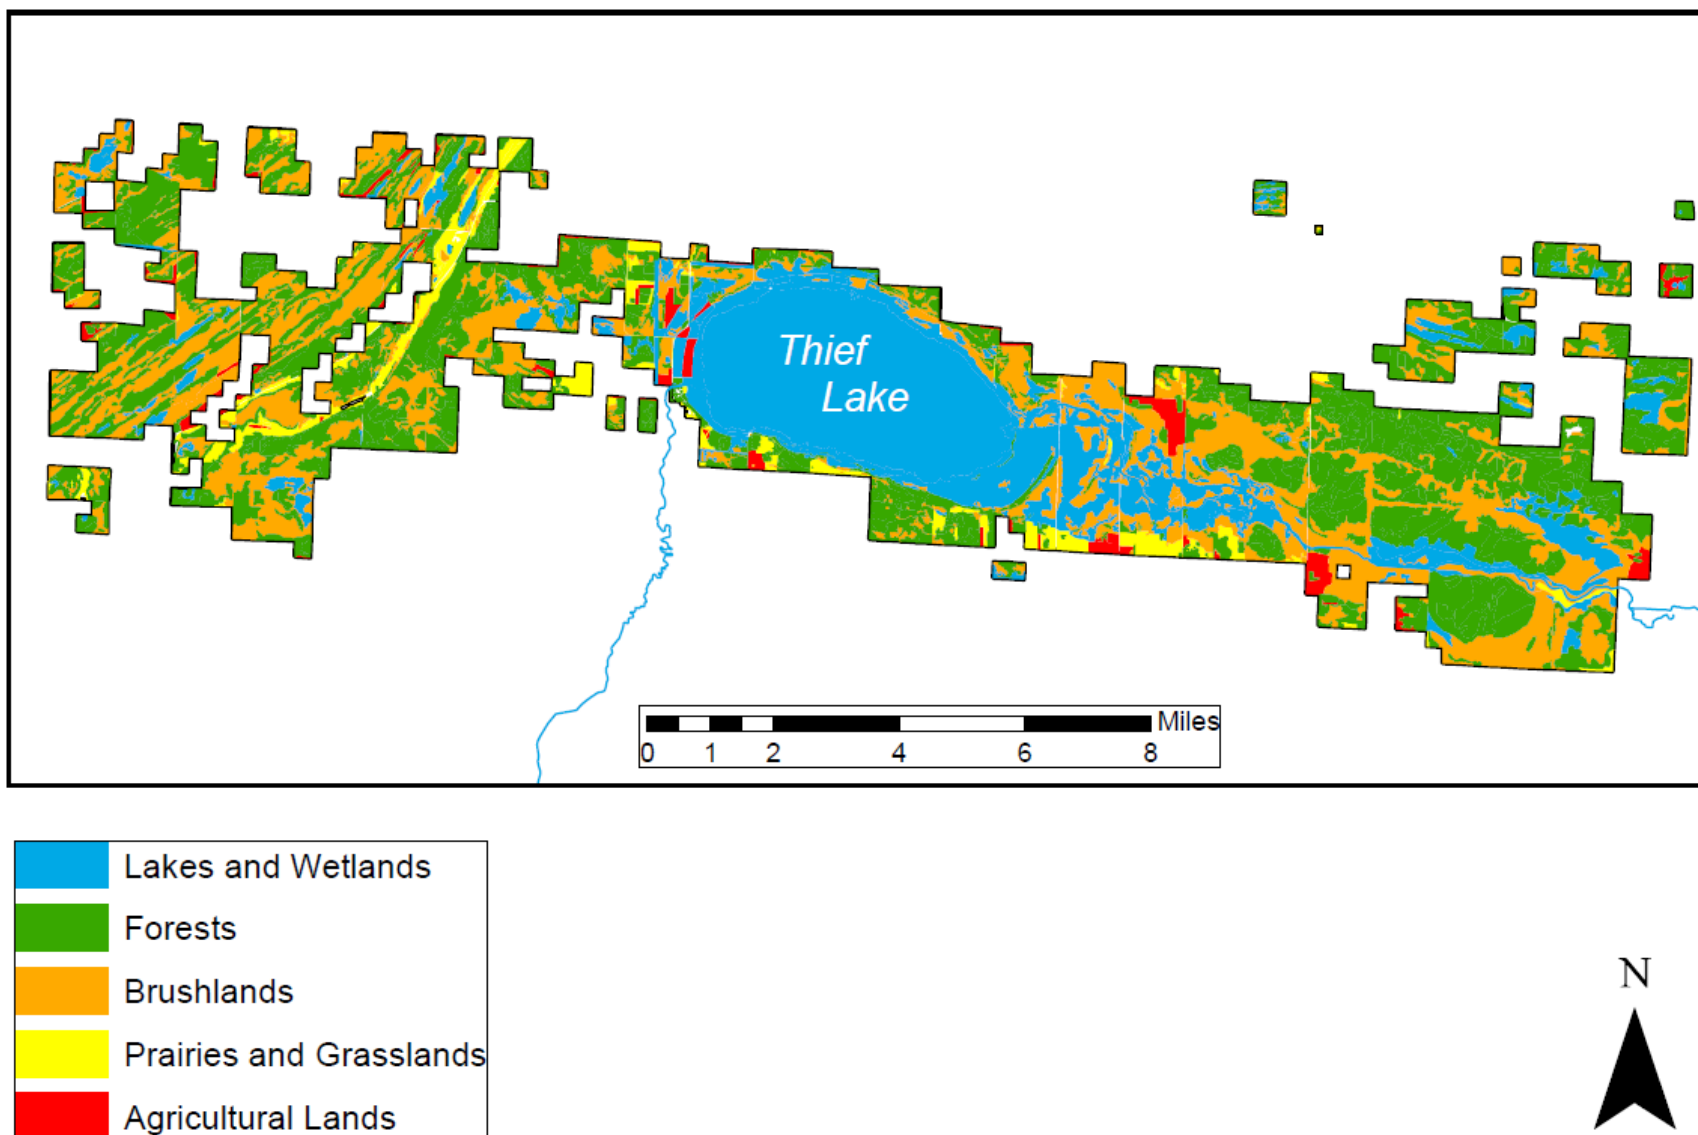 Thief
Lake
Miles
0 1 2 4 6 8
Lakes and Wetlands
Forests
Brushlands
Prairies and Grasslands
Agricultural Lands
N